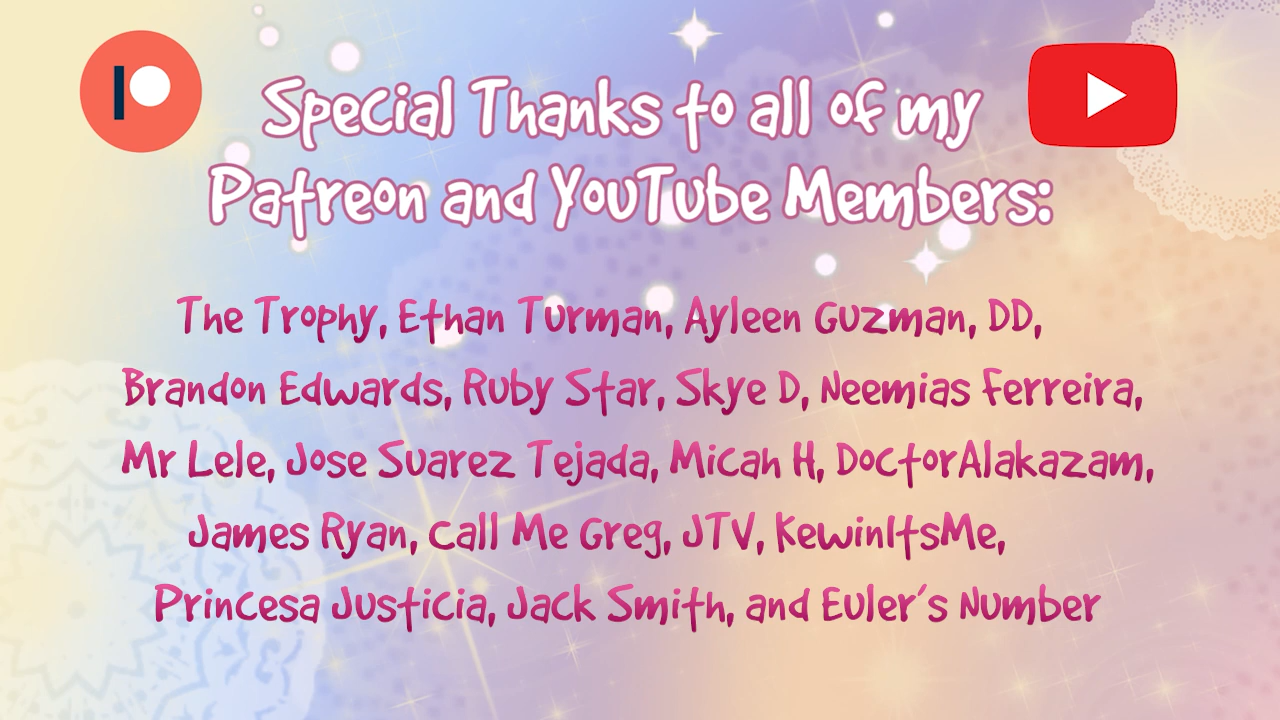 Special Thanks to all of my
Patreon and YouTube Members:
The Trophy, Ethan Turman, Ayleen Guzman, DD,
Brandon Edwards, Ruby Star, Skye D, Neemias Ferreira,
Mr Lele, Jose Suarez Tejada, Micah H, DoctorAlakazam,
James Ryan, Call Me Greg, JTV, KewinItsMe,
Princesa Justicia, Jack Smith, and Euler's Number